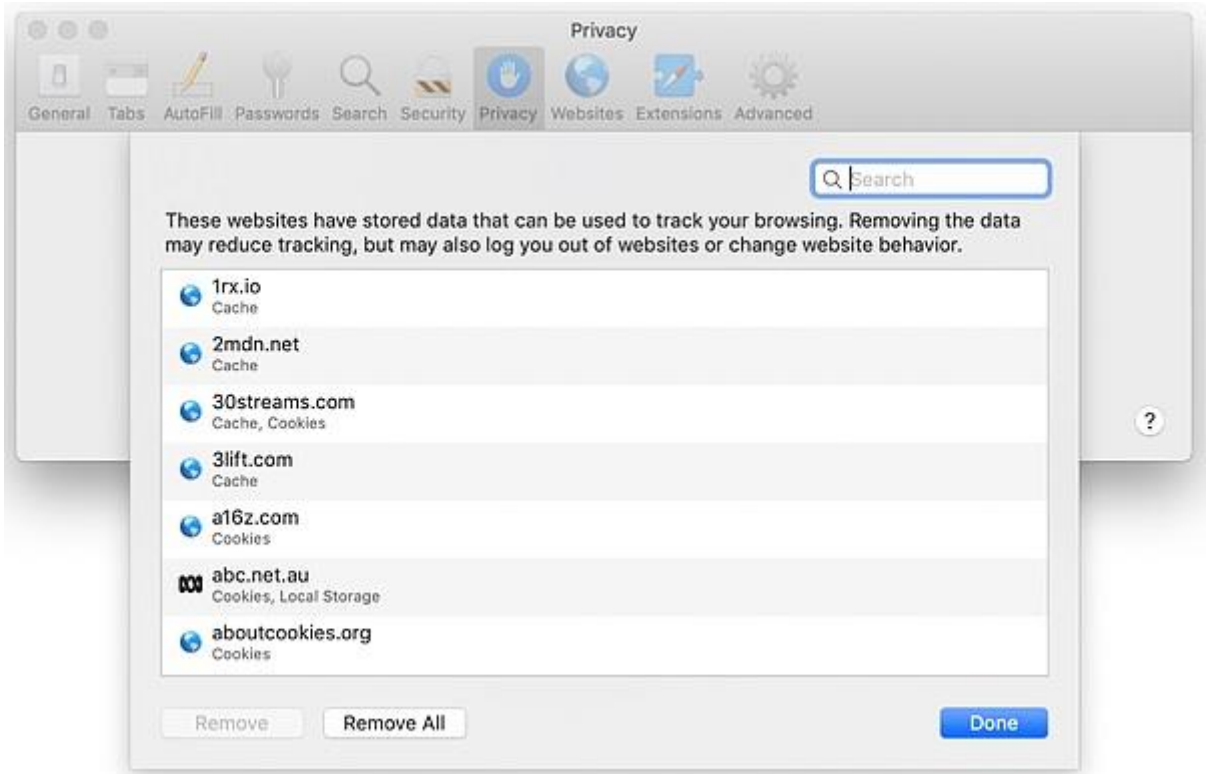 Privacy
General Tabs AutoFill Passwords Search Security Privacy Websites Extensions Advanced
Search
These websites have stored data that can be used to track your browsing. Removing the data
may reduce tracking, but may also log you out of websites or change website behavior.
1rx.io
Cache
2mdn.net
Cache
30streams.com
Cache, Cookies
?
3lift.com
Cache
a16z.com
Cookies
abc.net.au
Cookies, Local Storage
aboutcookies.org
Cookies
Remove Remove All Done